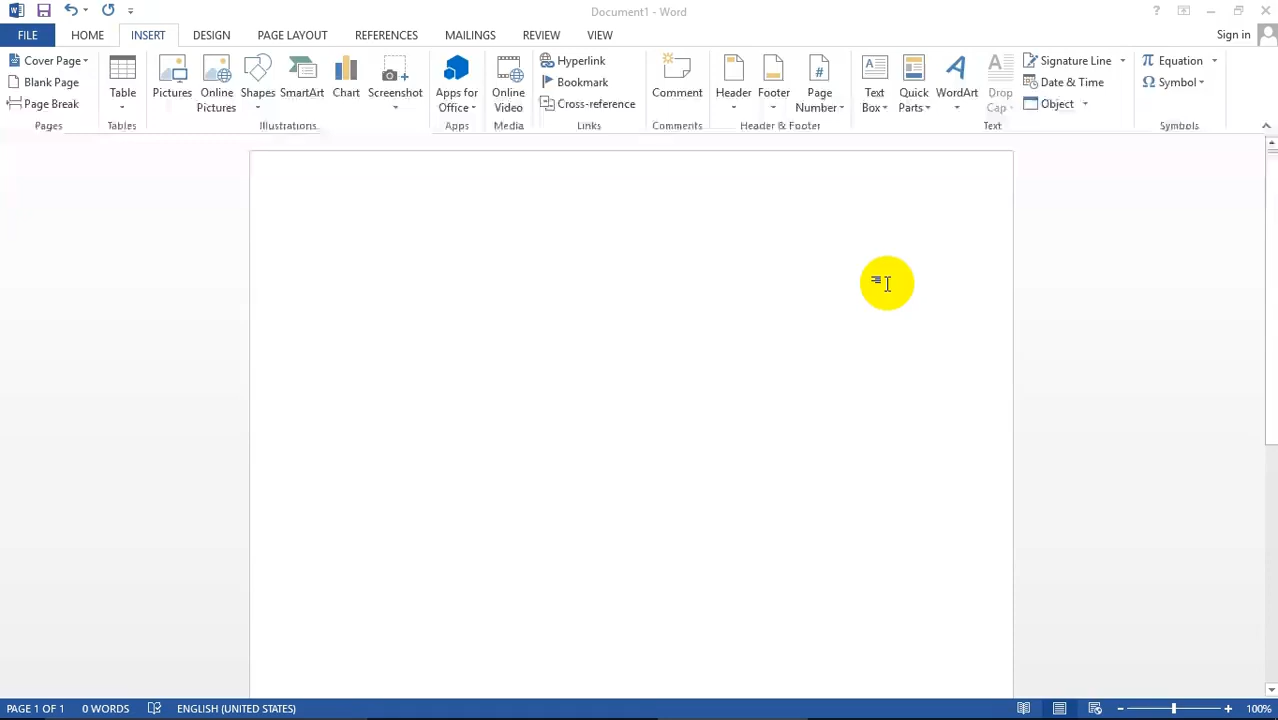 Document1 - Word
Sign in
FILE HOME INSERT DESIGN PAGE LAYOUT REFERENCES MAILINGS REVIEW VIEW
Cover Page
Blank Page
Page Break
Pages
Table
Tables
Pictures
Online Pictures
Shapes
SmartArt
Chart
Screenshot
Illustrations
Apps for Office
Apps
Online Video
Media
Hyperlink
Bookmark
Cross-reference
Links
Comment
Comments
Header
Footer
Page Number
Header & Footer
Text Box
Quick Parts
WordArt
Drop Cap
Signature Line
Date & Time
Object
Text
Equation
Symbol
Symbols
PAGE 1 OF 1 0 WORDS ENGLISH (UNITED STATES) 100%